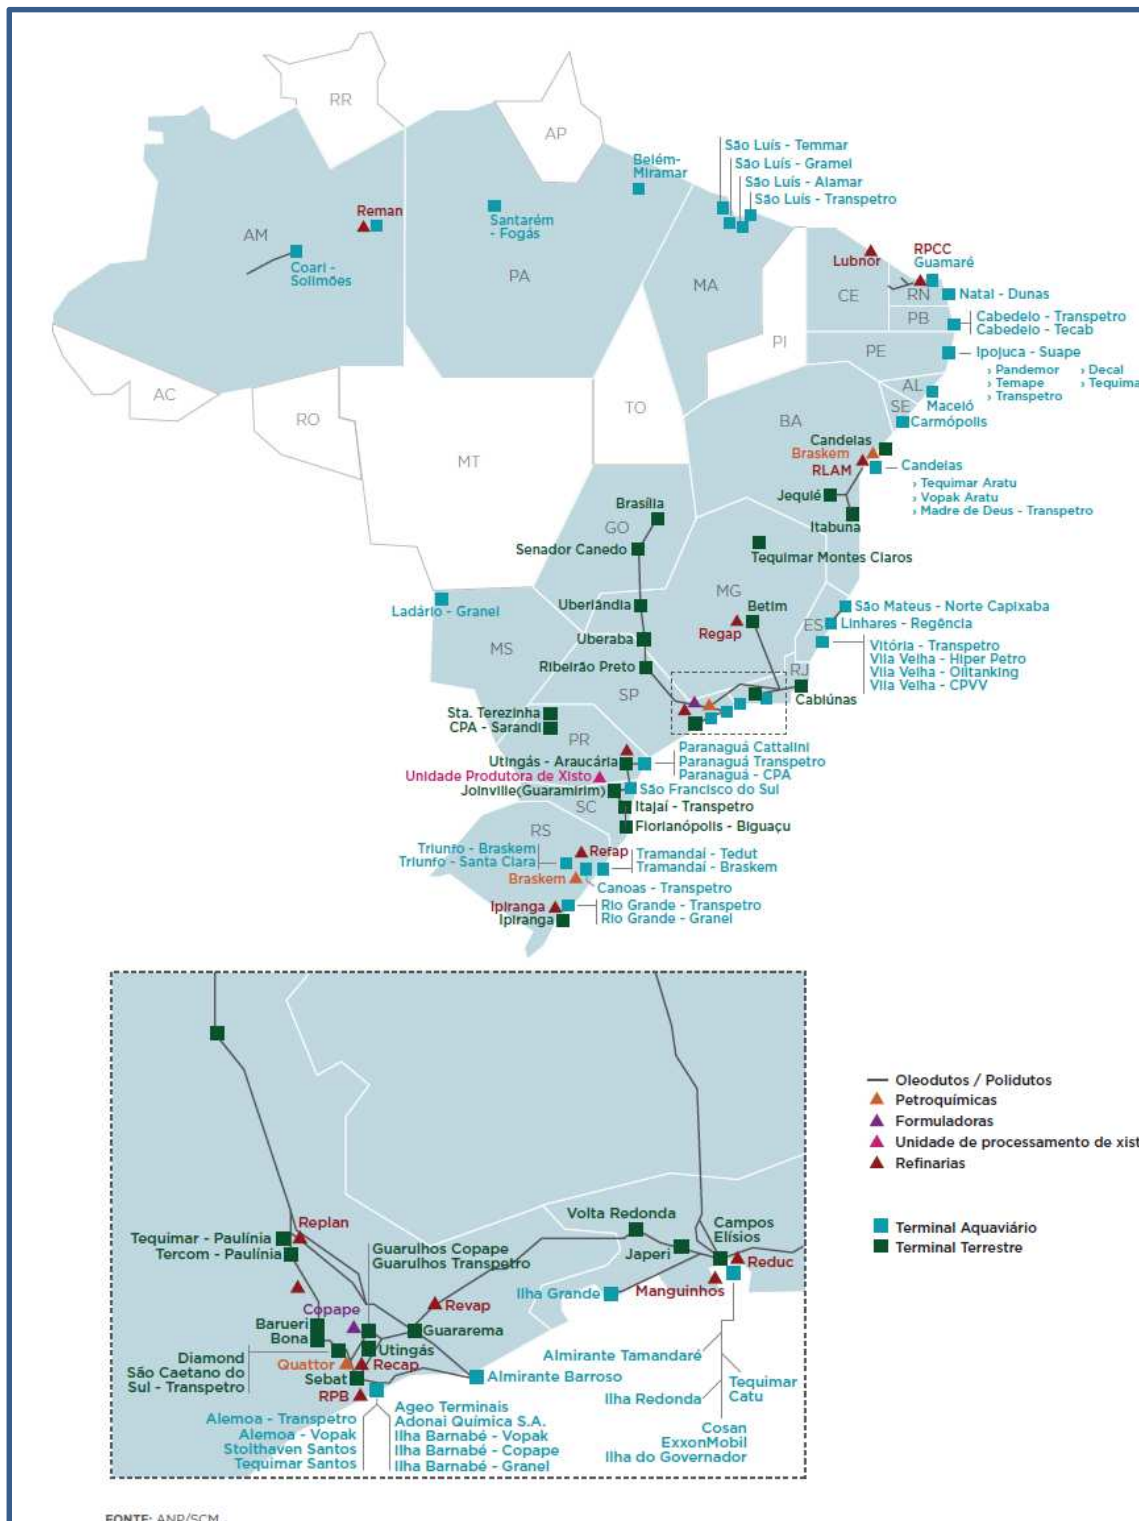 RR
AP
São Luís - Temmar
São Luís - Gramel
São Luís - Alamar
São Luís - Transpetro
Belém-
Miramar
Reman
Santarém
- Fogás
AM
Coari -
Solimões
PA
MA
Lubnor
RPCC
Guamaré
CE
RN
Natal - Dunas
PB
Cabedelo - Transpetro
Cabedelo - Tecab
PI
PE
Ipojuca - Suape
› Pandemor
› Decal
› Temape
› Tequima
› Transpetro
AC
RO
TO
AL
Maceió
SE
Carmópolis
BA
Candeias
Braskem
RLAM
Candeias
› Tequimar Aratu
› Vopak Aratu
› Madre de Deus - Transpetro
MT
Jequié
Itabuna
Brasília
GO
Senador Canedo
Tequimar Montes Claros
MG
Ladário - Granel
Uberlândia
Betim
Regap
ES
São Mateus - Norte Capixaba
Linhares - Regência
Vitória - Transpetro
Vila Velha - Hiper Petro
Vila Velha - Oiltanking
Vila Velha - CPVV
MS
Uberaba
Ribeirão Preto
RJ
Cabiúnas
SP
Sta. Terezinha
CPA - Sarandi
PR
Utingás - Araucária
Paranaguá Cattalini
Paranaguá Transpetro
Paranaguá - CPA
Unidade Produtora de Xisto
Joinville(Guaramirim)
São Francisco do Sul
SC
Itajaí - Transpetro
Florianópolis - Biguaçu
RS
Triunfo - Braskem
Triunfo - Santa Clara
Refap
Tramandaí - Tedut
Tramandaí - Braskem
Braskem
Canoas - Transpetro
Ipiranga
Ipiranga
Rio Grande - Transpetro
Rio Grande - Granel
Oleodutos / Polidutos
Petroquímicas
Formuladoras
Unidade de processamento de xist
Refinarias
Terminal Aquaviário
Terminal Terrestre
Replan
Tequimar - Paulínia
Tercom - Paulínia
Guarulhos Copape
Guarulhos Transpetro
Volta Redonda
Japeri
Campos
Elísios
Reduc
Ilha Grande
Manguinhos
Revap
Copape
Barueri
Bona
Guararema
Utingás
Diamond
São Caetano do
Sul - Transpetro
Quattor
Recap
Sebat
RPB
Almirante Barroso
Almirante Tamandaré
Ilha Redonda
Tequimar
Catu
Cosan
ExxonMobil
Ilha do Governador
Alemoa - Transpetro
Alemoa - Vopak
Stolthaven Santos
Tequimar Santos
Ageo Terminais
Adonai Química S.A.
Ilha Barnabé - Vopak
Ilha Barnabé - Copape
Ilha Barnabé - Granel
FONTE: ANP/SCM.